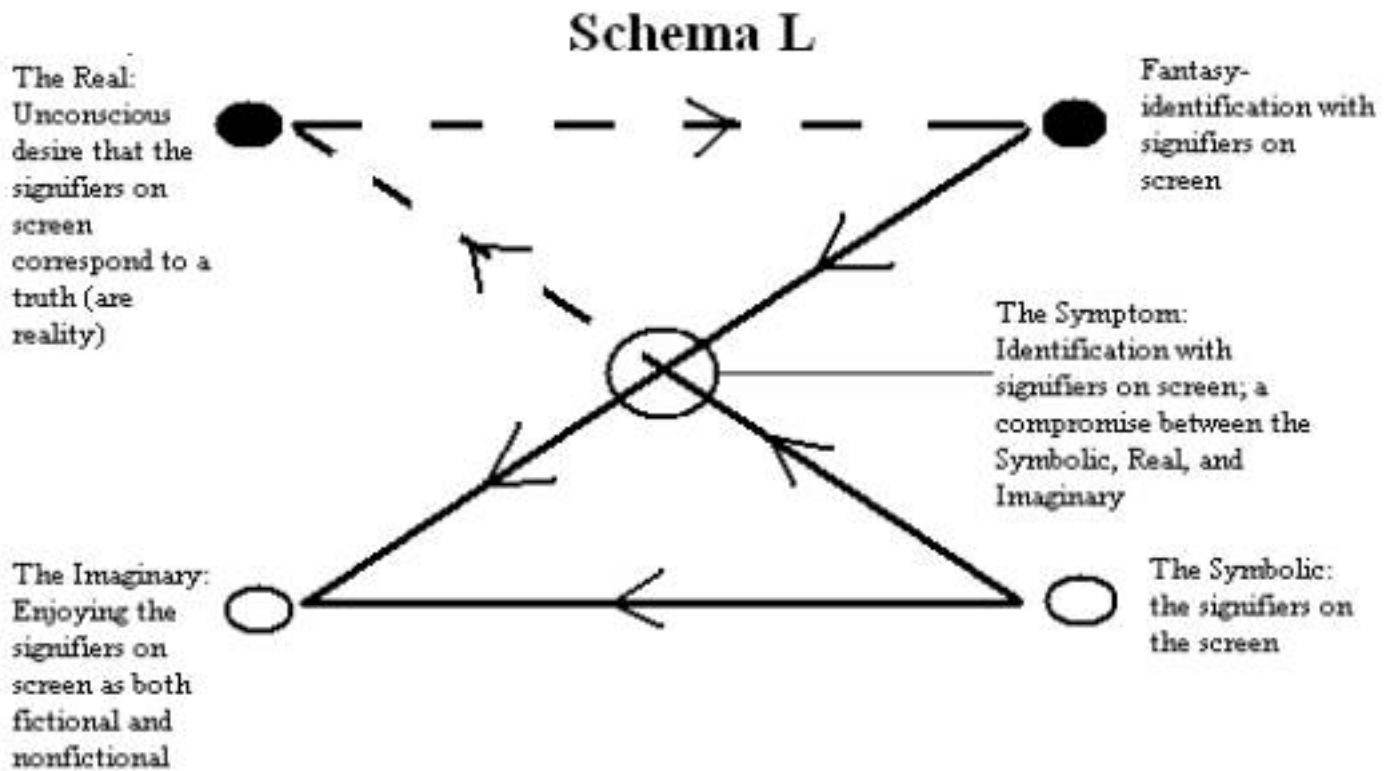 Schema L
The Real:
Unconscious
desire that the
signifiers on
screen
correspond to a
truth (are
reality)
Fantasy-
identification with
signifiers on
screen
The Symptom:
Identification with
signifiers on screen; a
compromise between the
Symbolic, Real, and
Imaginary
The Imaginary:
Enjoying the
signifiers on
screen as both
fictional and
nonfictional
The Symbolic:
the signifiers on
the screen